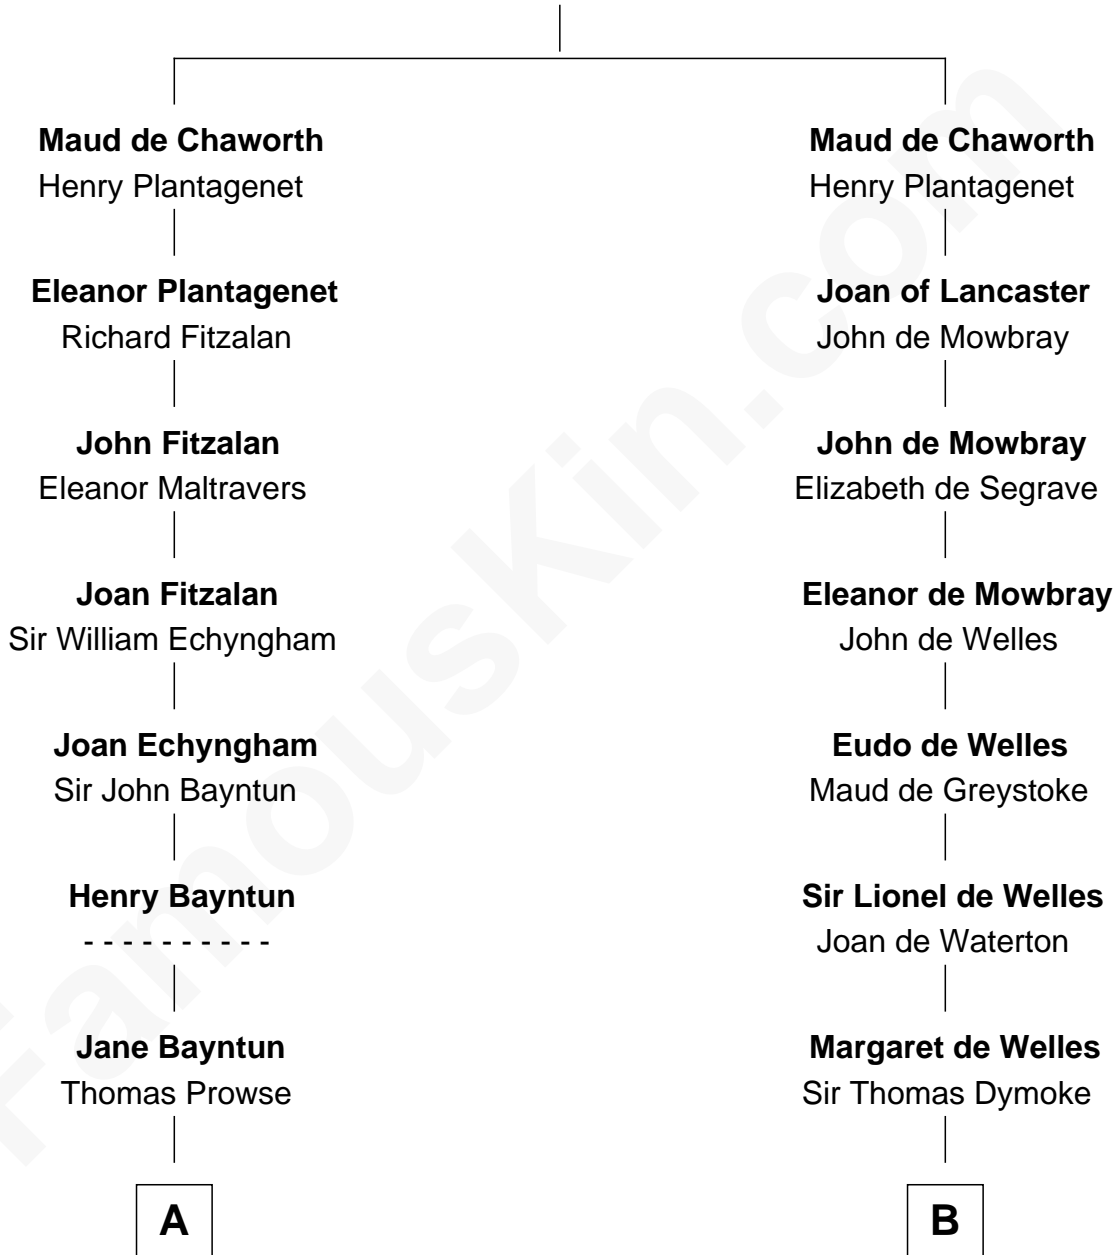 Maud de Chaworth
Henry Plantagenet
Eleanor Plantagenet
Richard Fitzalan
John Fitzalan
Eleanor Maltravers
Joan Fitzalan
Sir William Echyngham
Joan Echyngham
Sir John Bayntun
Henry Bayntun
- - - - - - - - - -
Jane Bayntun
Thomas Prowse
A
Maud de Chaworth
Henry Plantagenet
Joan of Lancaster
John de Mowbray
John de Mowbray
Elizabeth de Segrave
Eleanor de Mowbray
John de Welles
Eudo de Welles
Maud de Greystoke
Sir Lionel de Welles
Joan de Waterton
Margaret de Welles
Sir Thomas Dymoke
B
FamousKin.com